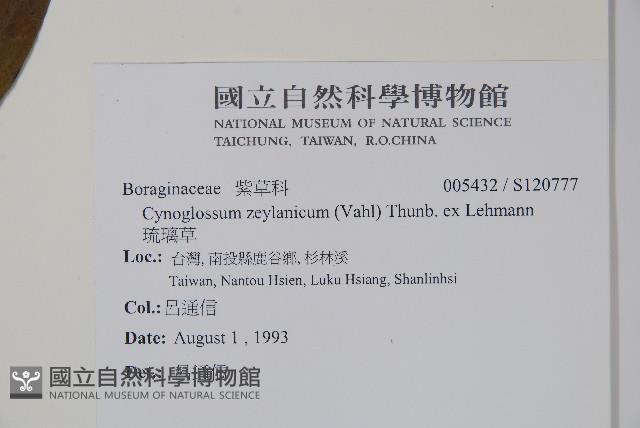 國立自然科學博物館
NATIONAL MUSEUM OF NATURAL SCIENCE
TAICHUNG, TAIWAN, R.O.CHINA
Boraginaceae 紫草科 005432 / S120777
Cynoglossum zeylanicum (Vahl) Thunb. ex Lehmann
琉璃草
Loc.: 台灣, 南投縣鹿谷鄉, 杉林溪
Taiwan, Nantou Hsien, Luku Hsiang, Shanlinhsi
Col.: 呂通信
Date: August 1 , 1993
國立自然科學博物館
NATIONAL MUSEUM OF NATURAL SCIENCE